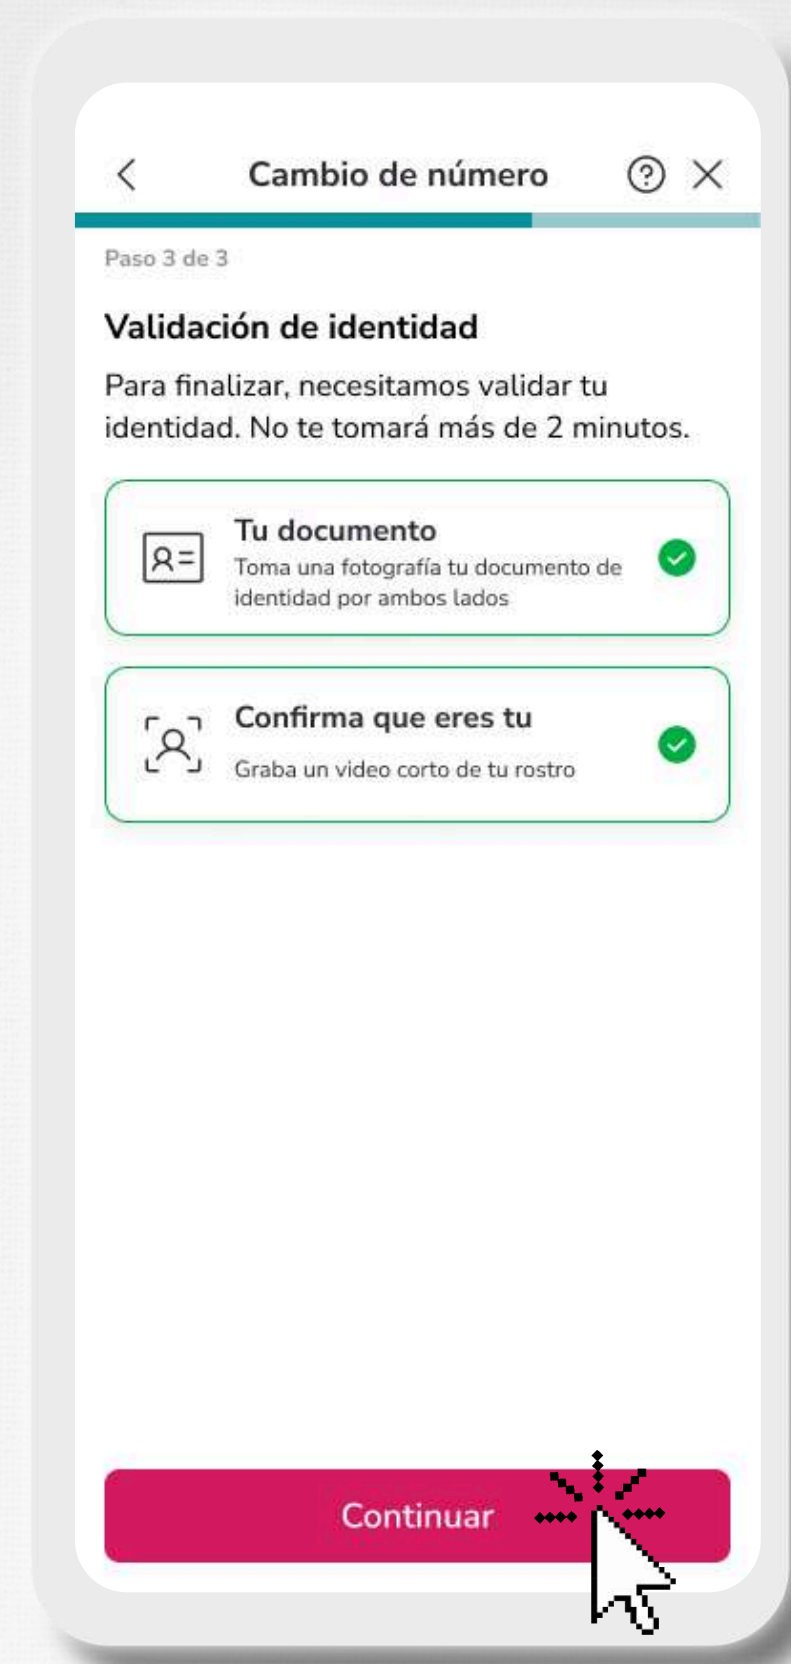 Cambio de número
Paso 3 de 3
Validación de identidad
Para finalizar, necesitamos validar tu
identidad. No te tomará más de 2 minutos.
Tu documento
Toma una fotografía tu documento de
identidad por ambos lados
Confirma que eres tu
Graba un video corto de tu rostro
Continuar